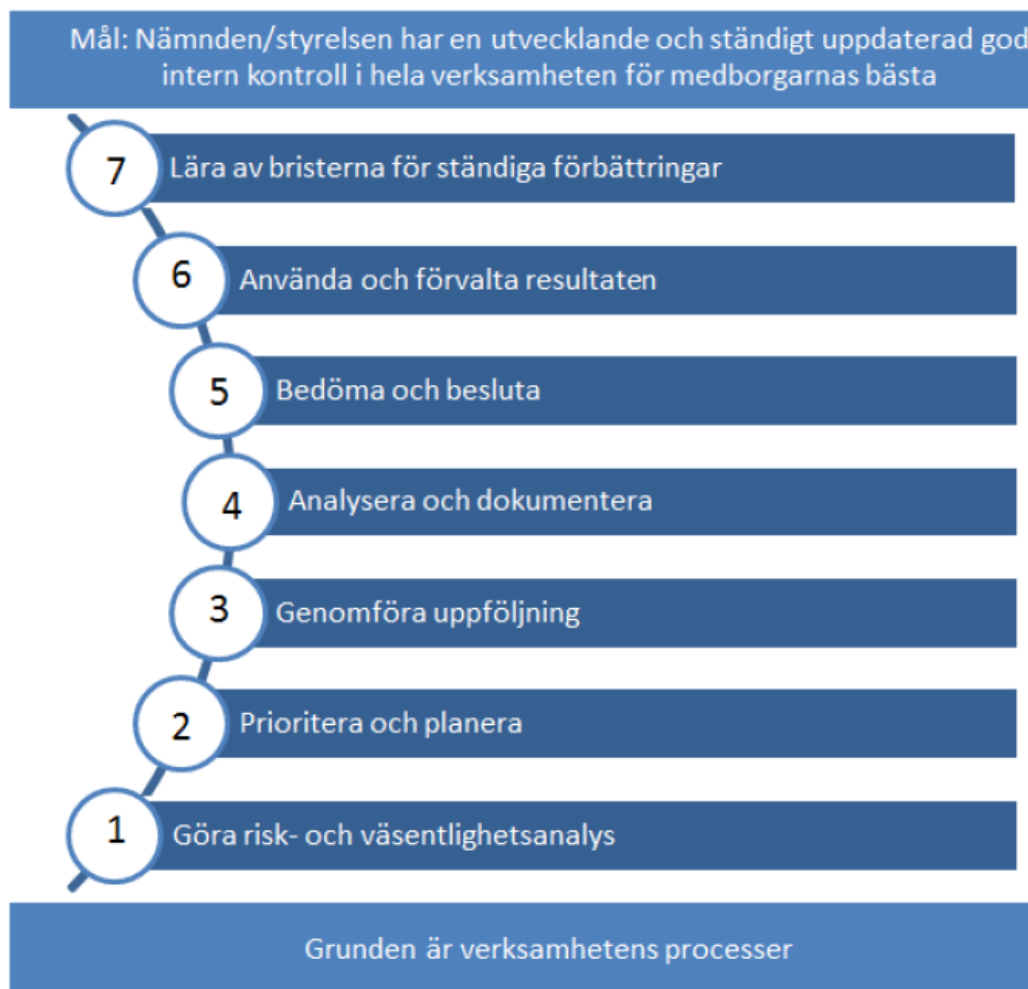 Mål: Nämnden/styrelsen har en utvecklande och ständigt uppdaterad god
intern kontroll i hela verksamheten för medborgarnas bästa
7 Lära av bristerna för ständiga förbättringar
6 Använda och förvalta resultaten
5 Bedöma och besluta
4 Analysera och dokumentera
3 Genomföra uppföljning
2 Prioritera och planera
1 Göra risk- och väsentlighetsanalys
Grunden är verksamhetens processer